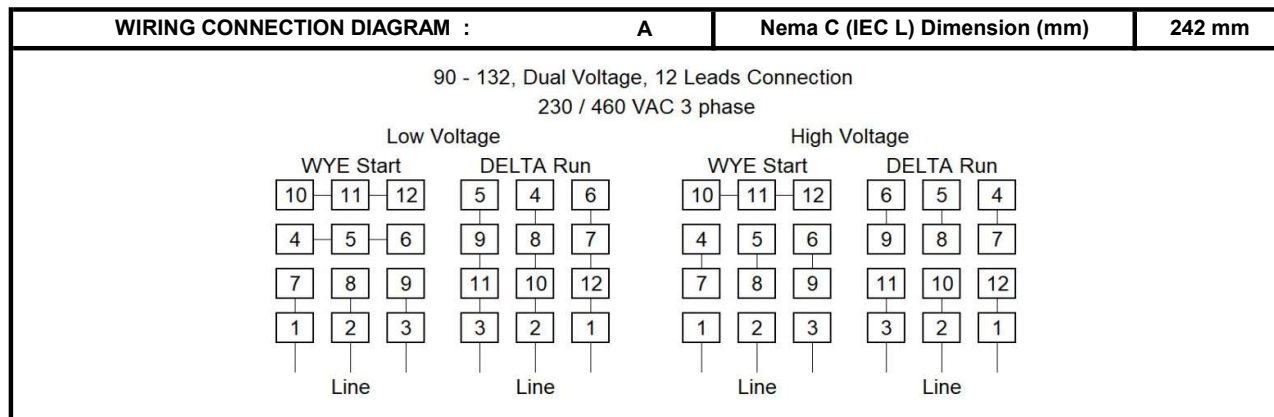 WIRING CONNECTION DIAGRAM : A Nema C (IEC L) Dimension (mm) 242 mm
90 - 132, Dual Voltage, 12 Leads Connection
230 / 460 VAC 3 phase
Low Voltage High Voltage
WYE Start DELTA Run WYE Start DELTA Run
10 11 12 5 4 6 10 11 12 6 5 4
4 5 6 9 8 7 4 5 6 9 8 7
7 8 9 11 10 12 7 8 9 11 10 12
1 2 3 3 2 1 1 2 3 3 2 1
Line Line Line Line